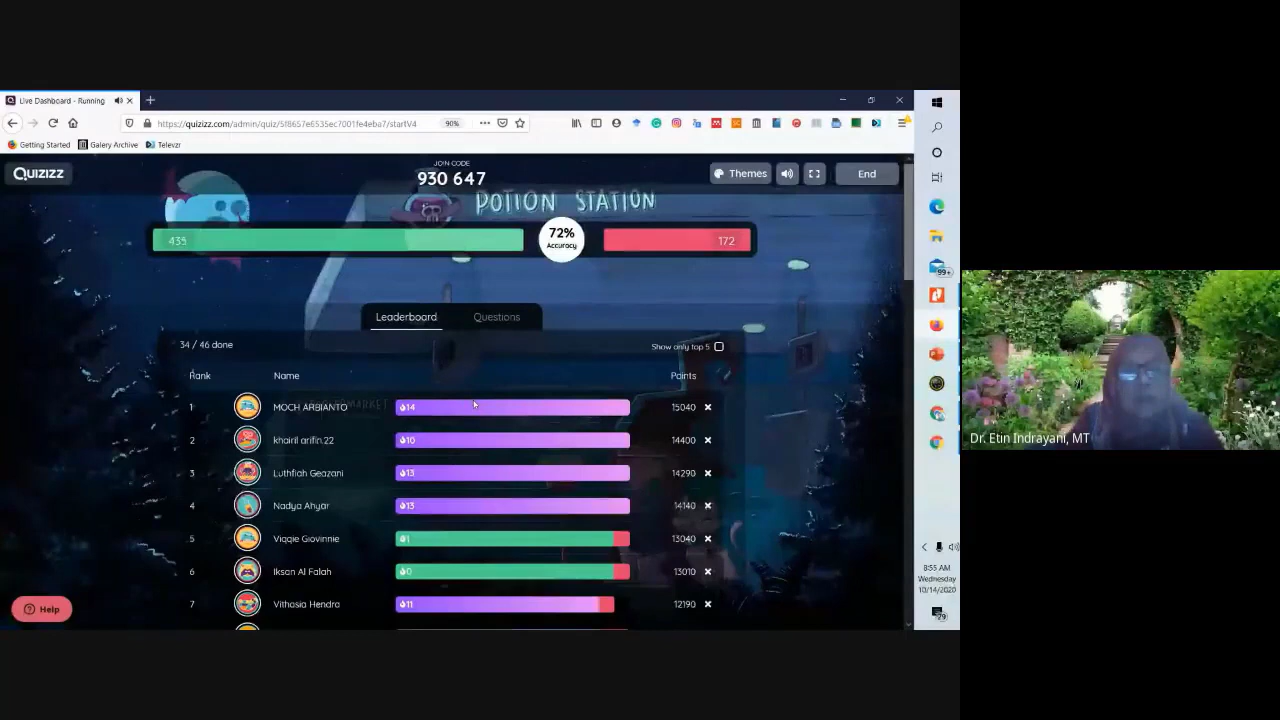 Live Dashboard - Running
https://quizizz.com/admin/quiz/5f8657e6535ec7001fe4eba7/startV4
90%
Getting Started
Galery Archive
Televzr
QUIZIZZ
JOIN CODE
930 647
Themes
End
POTION STATION
435
72%
Accuracy
172
Leaderboard
Questions
34 / 46 done
Show only top 5
Rank
Name
Points
1 MOCH ARBIANTO 14 15040
2 khairil arifin.22 10 14400
3 Luthfiah Geazani 13 14290
4 Nadya Ahyar 13 14140
5 Viqqie Giovinnie 1 13040
6 Iksan Al Falah 0 13010
7 Vithosia Hendra 11 12190
Help
99+
8:55 AM
Wednesday
10/14/2020
Dr. Etin Indrayani, MT